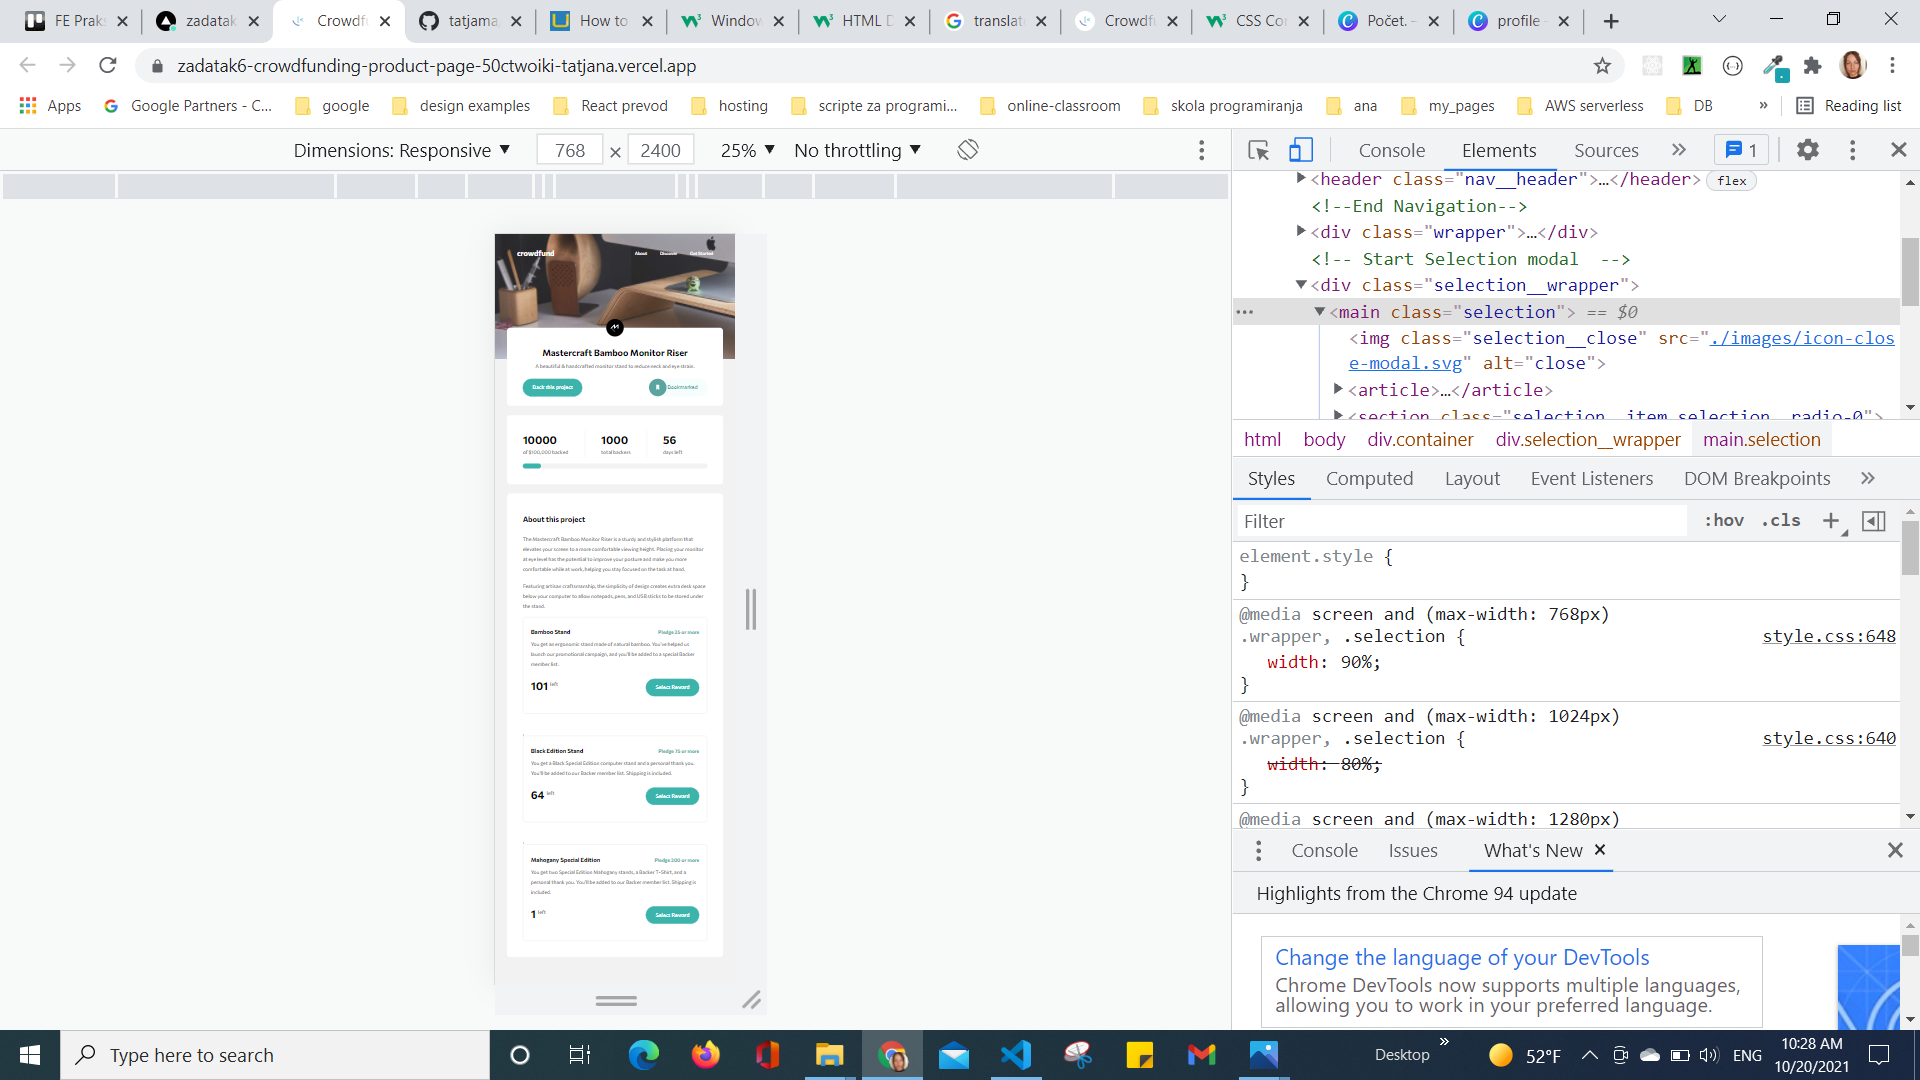 FE Praks
zadatak
Crowdfu
tatjama
How to
Window
HTML D
translate
Crowdfu
CSS Co
Počet. –
profile -
zadatak6-crowdfunding-product-page-50ctwoiki-tatjana.vercel.app
Apps
Google Partners - C...
google
design examples
React prevod
hosting
scripte za programi...
online-classroom
skola programiranja
ana
my_pages
AWS serverless
DB
»
Reading list
Dimensions: Responsive ▼ 768 × 2400 25% ▼ No throttling ▼
Console Elements Sources » 1
crowdfund About Discover Get Started
Mastercraft Bamboo Monitor Riser
A beautiful & handcrafted monitor stand to reduce neck and eye strain.
Back this project Bookmarked
10000 1000 56
of $100,000 backed total backers days left
About this project
The Mastercraft Bamboo Monitor Riser is a sturdy and stylish platform that
elevates your screen to a more comfortable viewing height. Placing your monitor
at eye level has the potential to improve your posture and make you more
comfortable while at work, helping you stay focused on the task at hand.
Featuring artisan craftsmanship, the simplicity of design creates extra desk space
below your computer to allow notepads, pens, and USB sticks to be stored under
the stand.
Bamboo Stand Pledge 25 or more
You get an ergonomic stand made of natural bamboo. You've helped us
launch our promotional campaign, and you'll be added to a special Backer
member list.
101 left Select Reward
Black Edition Stand Pledge 75 or more
You get a Black Special Edition computer stand and a personal thank you.
You'll be added to our Backer member list. Shipping is included.
64 left Select Reward
Mahogany Special Edition Pledge 200 or more
You get two Special Edition Mahogany stands, a Backer T-Shirt, and a
personal thank you. You'll be added to our Backer member list. Shipping is
included.
1 left Select Reward
<header class="nav__header">…</header> flex
<!--End Navigation-->
<div class="wrapper">…</div>
<!-- Start Selection modal -->
<div class="selection__wrapper">
<main class="selection"> == $0
<img class="selection__close" src="./images/icon-clos
e-modal.svg" alt="close">
<article>…</article>
<section class="selection__item selection__radio-0">
html body div.container div.selection__wrapper main.selection
Styles Computed Layout Event Listeners DOM Breakpoints »
Filter :hov .cls +
element.style {
}
@media screen and (max-width: 768px)
.wrapper, .selection { style.css:648
width: 90%;
}
@media screen and (max-width: 1024px)
.wrapper, .selection { style.css:640
width: 80%;
}
@media screen and (max-width: 1280px)
Console Issues What's New ×
Highlights from the Chrome 94 update
Change the language of your DevTools
Chrome DevTools now supports multiple languages,
allowing you to work in your preferred language.
Type here to search
Desktop »
52°F
ENG
10:28 AM
10/20/2021